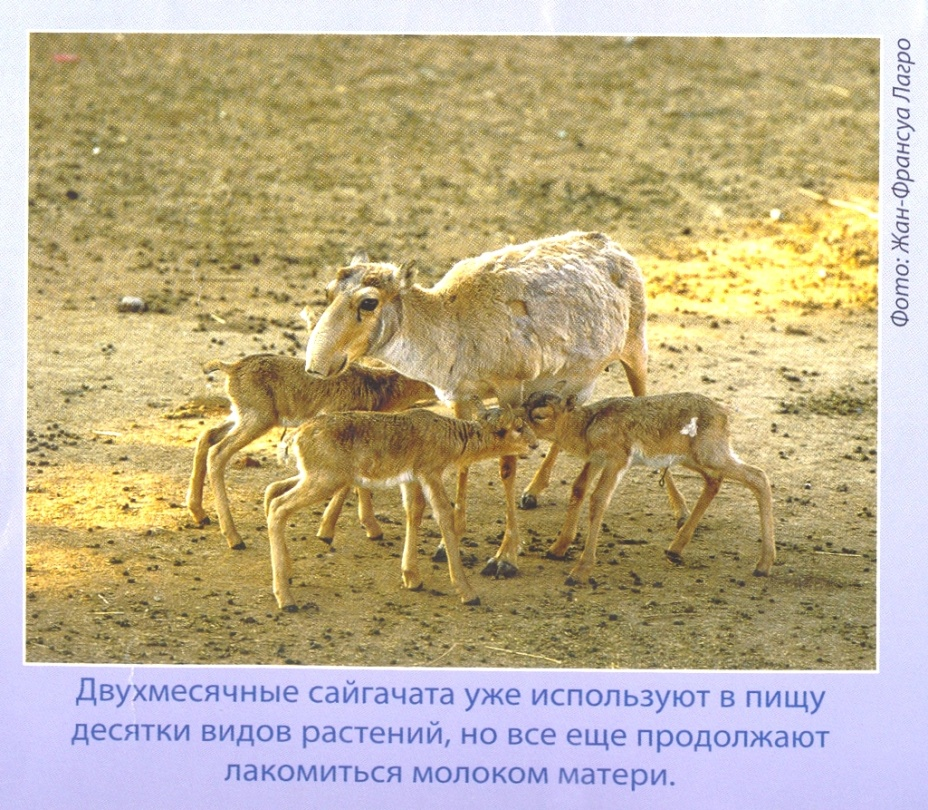 Фото: Жан-Франсуа Лагро
Двухмесячные сайгачата уже используют в пищу
десятки видов растений, но все еще продолжают
лакомиться молоком матери.